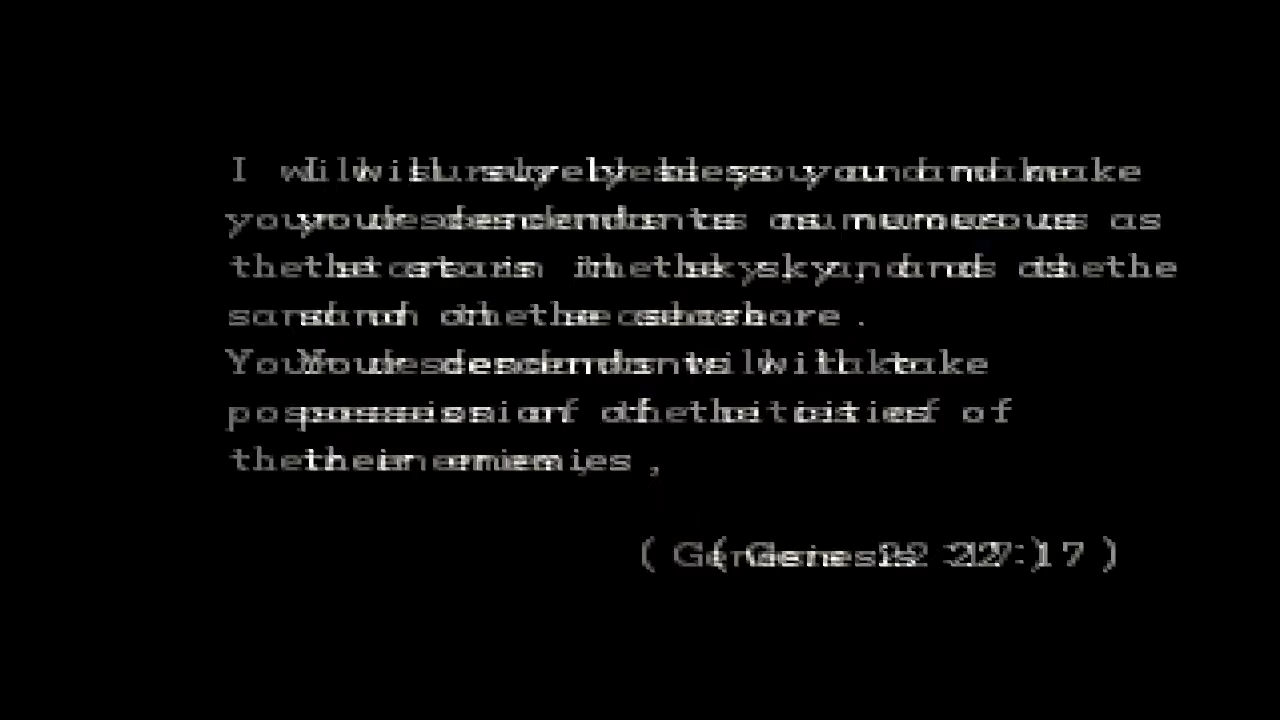 I will surely bless you and make
your descendants as numerous as
the stars in the sky, and as the
sand on the seashore.
Your descendants will take
possession of the cities of
their enemies,
( Genesis 22:17 )